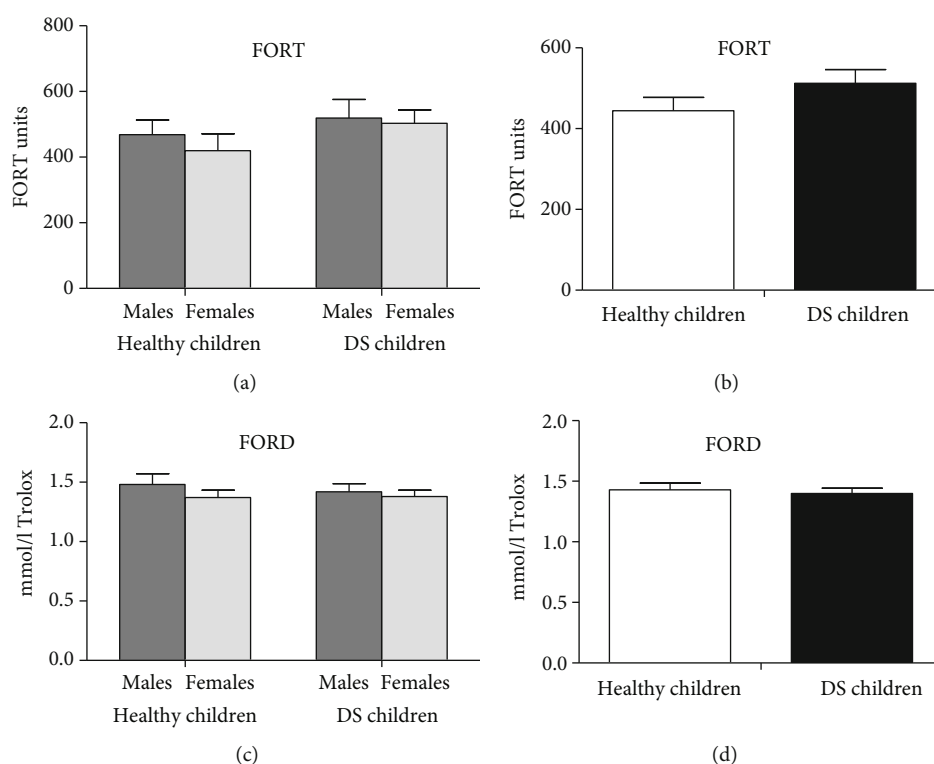 FORT
FORT units
800
600
400
200
0
Males Females Males Females
Healthy children DS children
(a)
FORT
FORT units
600
400
200
0
Healthy children DS children
(b)
FORD
mmol/l Trolox
2.0
1.5
1.0
0.5
0.0
Males Females Males Females
Healthy children DS children
(c)
FORD
mmol/l Trolox
2.0
1.5
1.0
0.5
0.0
Healthy children DS children
(d)